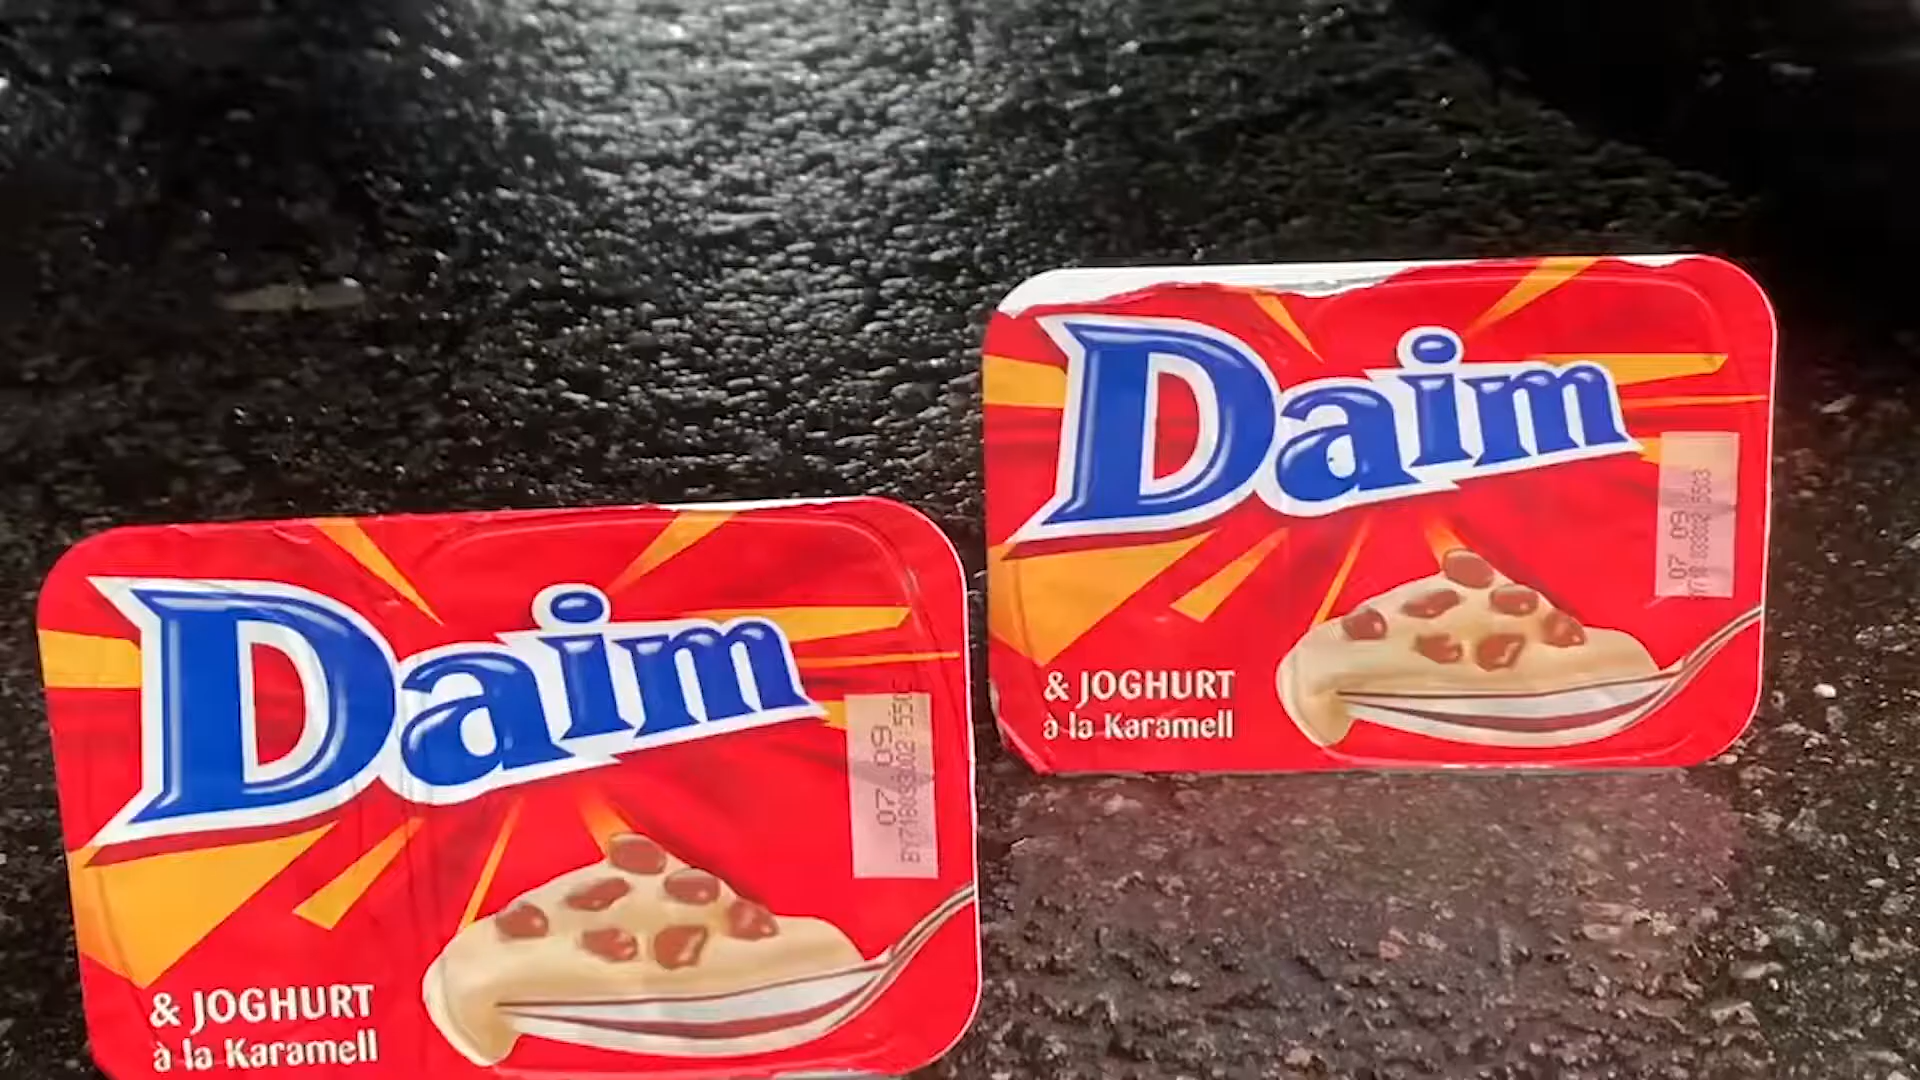 Daim
& JOGHURT
à la Karamell
07 09
Daim
& JOGHURT
à la Karamell
07 09